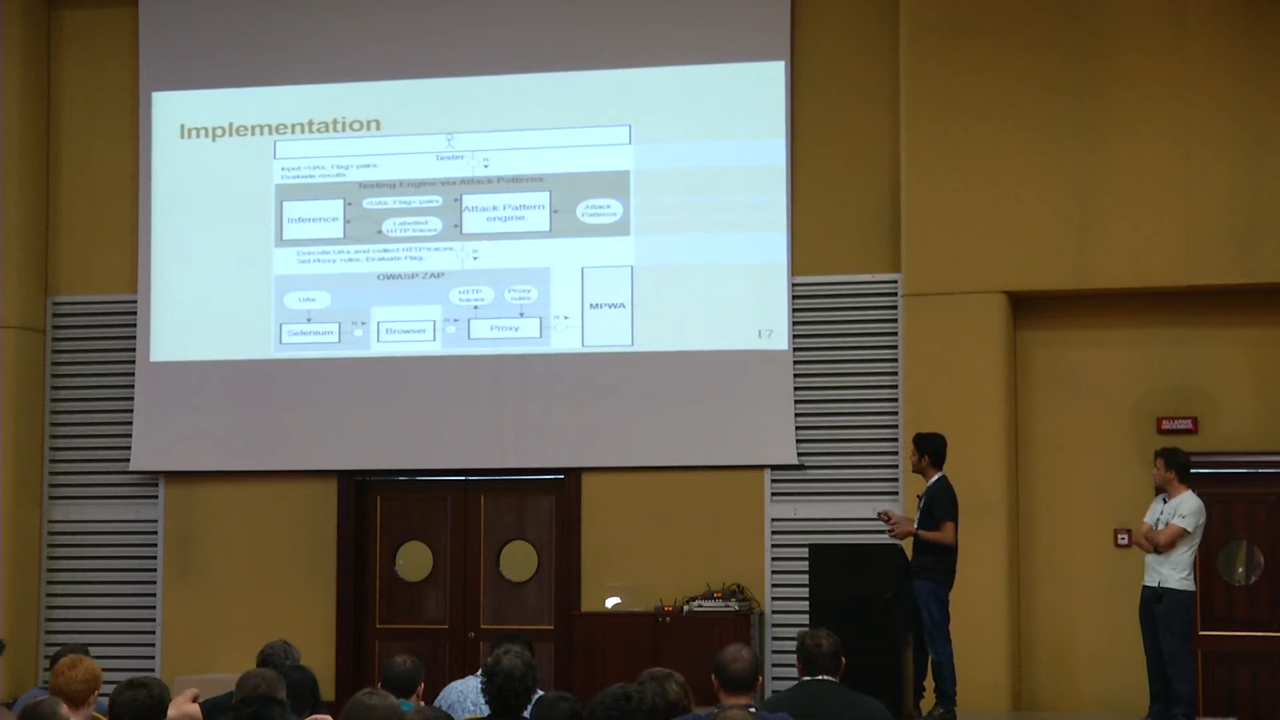 Implementation
Tester
R
Input <UAs, Flag> pairs
Evaluate results
Testing Engine via Attack Patterns
Inference
<UAs, Flag> pairs
Labelled
HTTP traces
Attack Pattern
engine
Attack
Patterns
Execute UAs and collect HTTP traces,
Set Proxy rules, Evaluate Flag,
R
OWASP ZAP
UAs
HTTP
traces
Proxy
rules
MPWA
Selenium
R
Browser
R
Proxy
R
17
ALLARME
INCENDIO